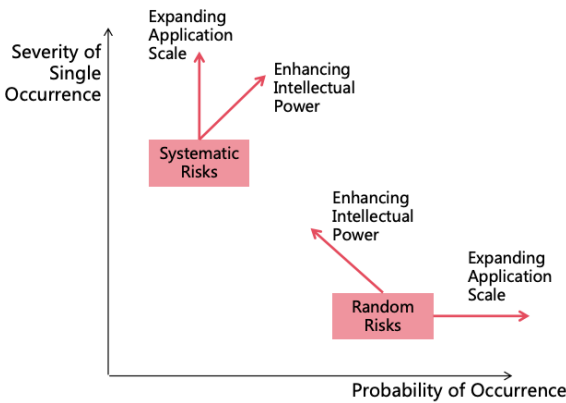 Expanding
Application
Scale
Severity of
Single
Occurrence
Enhancing
Intellectual
Power
Systematic
Risks
Enhancing
Intellectual
Power
Expanding
Application
Scale
Random
Risks
Probability of Occurrence